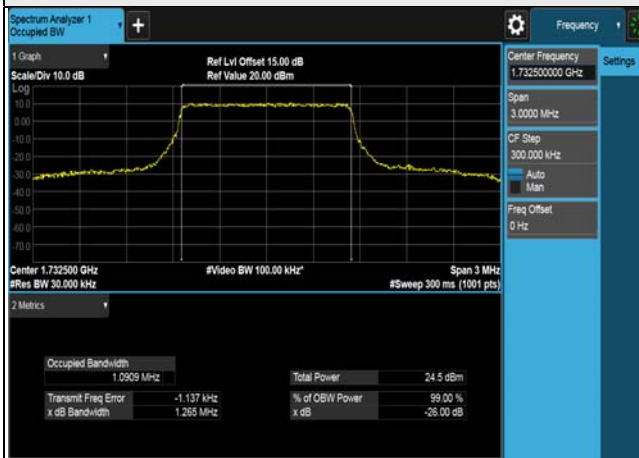 Spectrum Analyzer 1
Occupied BW
+
Frequency
1 Graph
Scale/Div 10.0 dB
Ref Lvl Offset 15.00 dB
Ref Value 20.00 dBm
Center Frequency
1.732500000 GHz
Settings
Log
10.0
0.00
-10.0
-20.0
-30.0
-40.0
-50.0
-60.0
-70.0
Span
3.0000 MHz
CF Step
300.000 kHz
Auto
Man
Freq Offset
0 Hz
Center 1.732500 GHz
#Video BW 100.00 kHz*
Span 3 MHz
#Res BW 30.000 kHz
#Sweep 300 ms (1001 pts)
2 Metrics
Occupied Bandwidth
1.0909 MHz
Total Power
24.5 dBm
Transmit Freq Error
-1.137 kHz
% of OBW Power
99.00 %
x dB Bandwidth
1.265 MHz
x dB
-26.00 dB